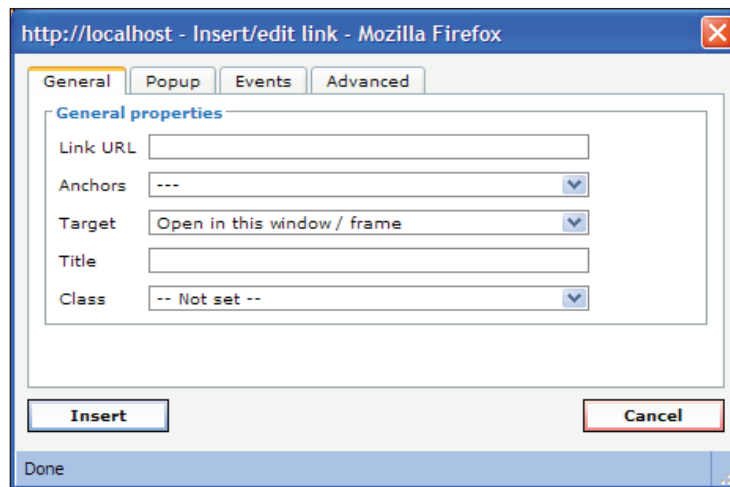 http://localhost - Insert/edit link - Mozilla Firefox
General Popup Events Advanced
General properties
Link URL
Anchors ---
Target Open in this window / frame
Title
Class -- Not set --
Insert Cancel
Done